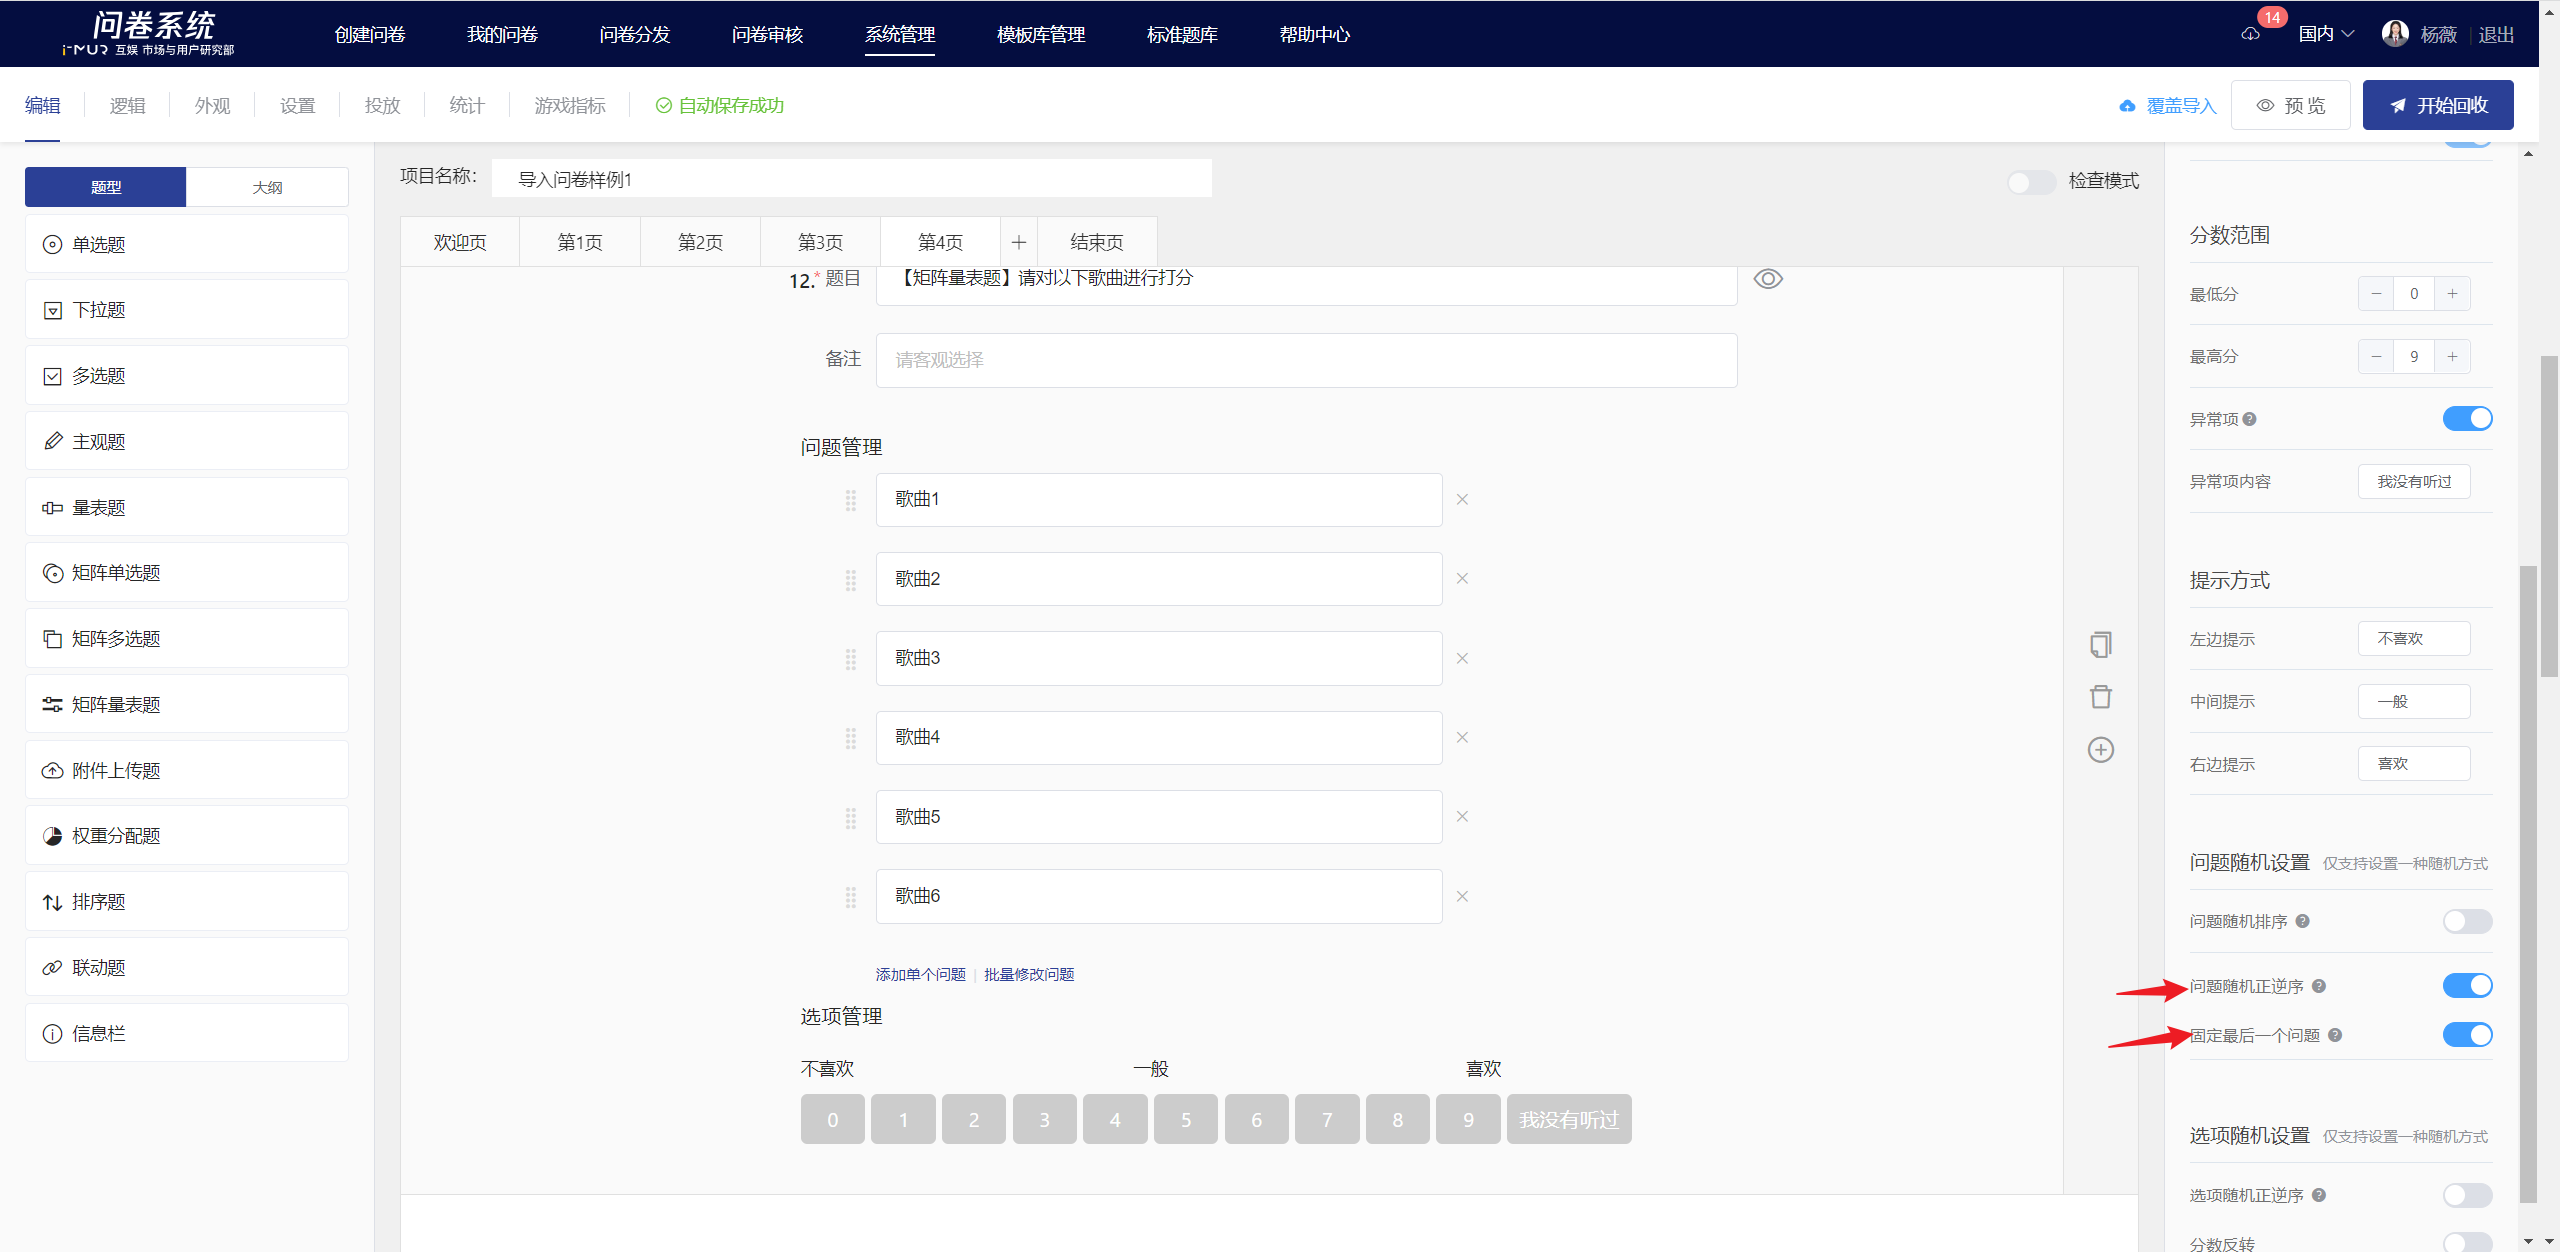 问卷系统
i-MUR 互娱 市场与用户研究部
创建问卷
我的问卷
问卷分发
问卷审核
系统管理
模板库管理
标准题库
帮助中心
14
国内
杨薇
退出
编辑
逻辑
外观
设置
投放
统计
游戏指标
自动保存成功
覆盖导入
预 览
开始回收
题型
大纲
单选题
下拉题
多选题
主观题
量表题
矩阵单选题
矩阵多选题
矩阵量表题
附件上传题
权重分配题
排序题
联动题
信息栏
项目名称：
导入问卷样例1
检查模式
欢迎页
第1页
第2页
第3页
第4页
+
结束页
12.* 题目
【矩阵量表题】请对以下歌曲进行打分
备注
请客观选择
问题管理
歌曲1
歌曲2
歌曲3
歌曲4
歌曲5
歌曲6
添加单个问题 | 批量修改问题
选项管理
不喜欢
一般
喜欢
0 1 2 3 4 5 6 7 8 9 我没有听过
分数范围
最低分
0
最高分
9
异常项
异常项内容
我没有听过
提示方式
左边提示
不喜欢
中间提示
一般
右边提示
喜欢
问题随机设置 仅支持设置一种随机方式
问题随机排序
问题随机正逆序
固定最后一个问题
选项随机设置 仅支持设置一种随机方式
选项随机正逆序
分数反转